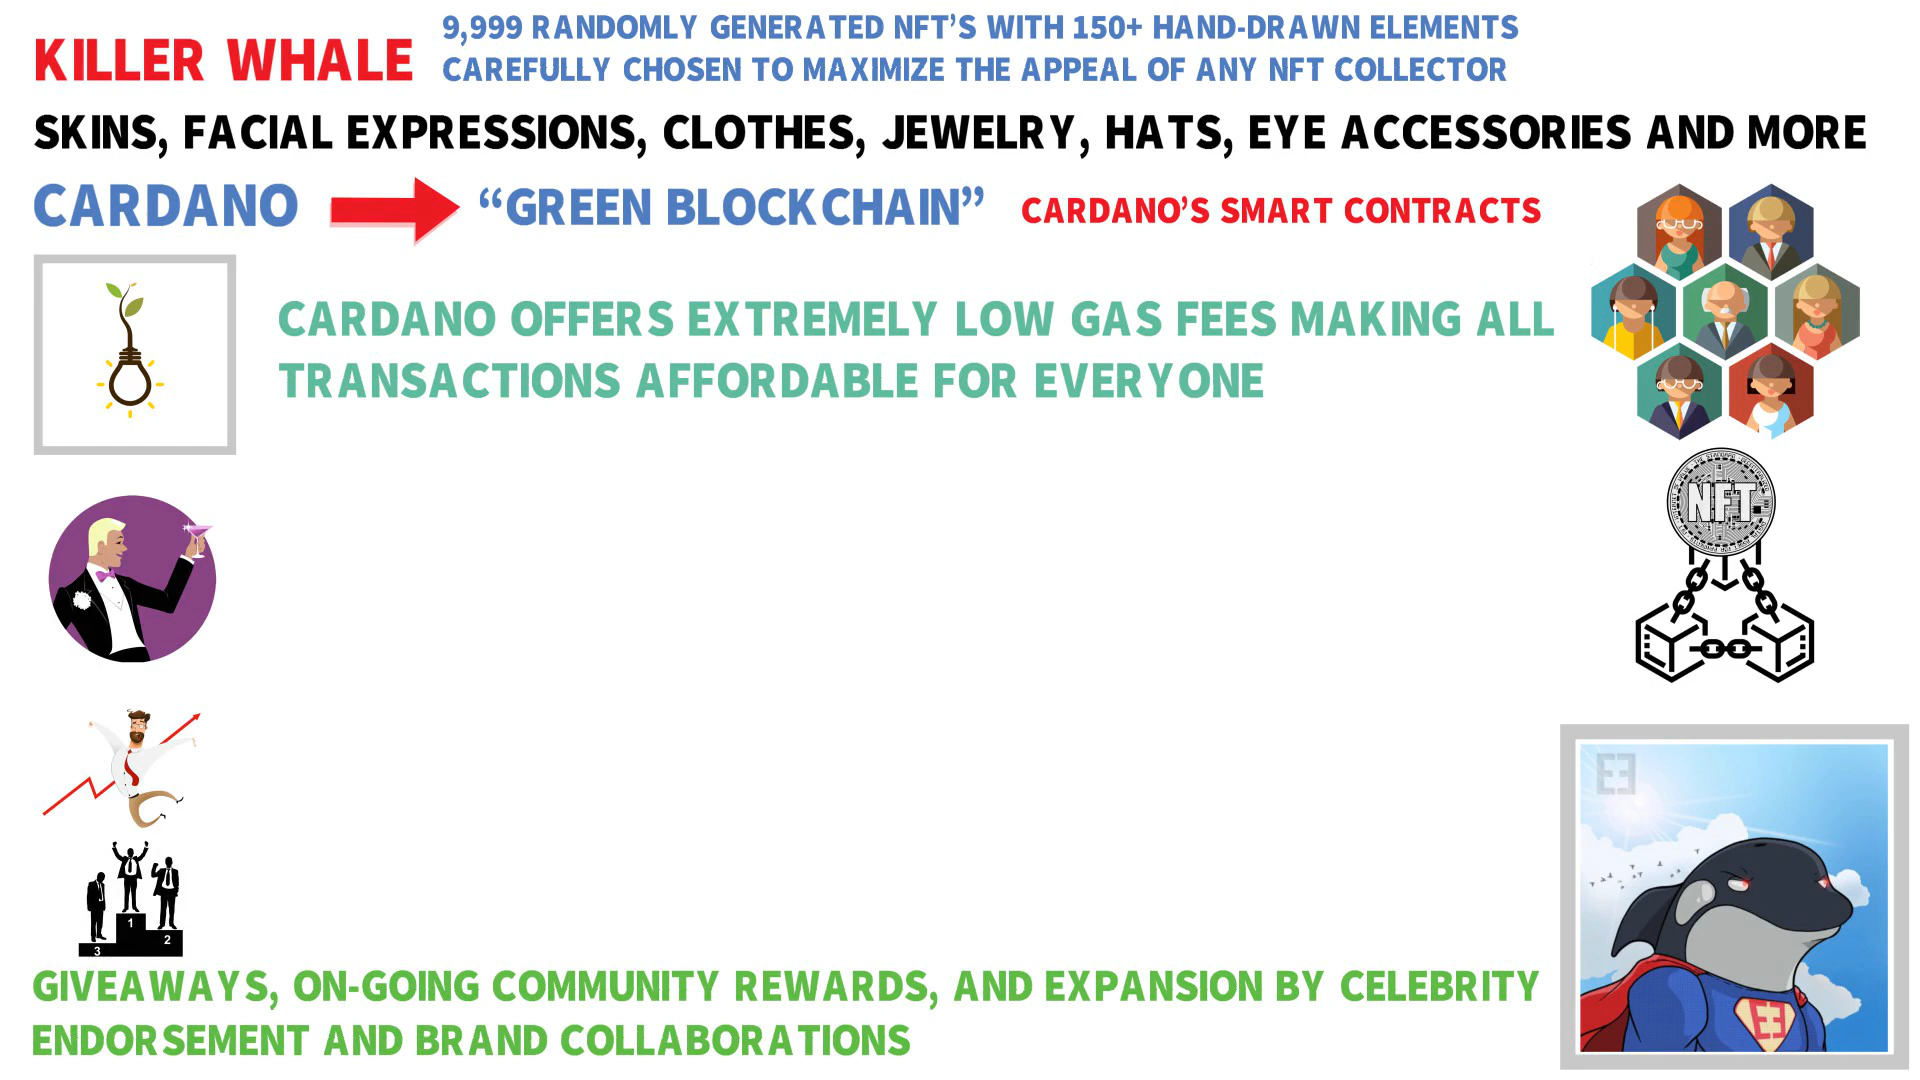 KILLER WHALE
9,999 RANDOMLY GENERATED NFT’S WITH 150+ HAND-DRAWN ELEMENTS
CAREFULLY CHOSEN TO MAXIMIZE THE APPEAL OF ANY NFT COLLECTOR
SKINS, FACIAL EXPRESSIONS, CLOTHES, JEWELRY, HATS, EYE ACCESSORIES AND MORE
CARDANO
“GREEN BLOCKCHAIN”
CARDANO’S SMART CONTRACTS
CARDANO OFFERS EXTREMELY LOW GAS FEES MAKING ALL
TRANSACTIONS AFFORDABLE FOR EVERYONE
NFT
1
2
3
GIVEAWAYS, ON-GOING COMMUNITY REWARDS, AND EXPANSION BY CELEBRITY
ENDORSEMENT AND BRAND COLLABORATIONS